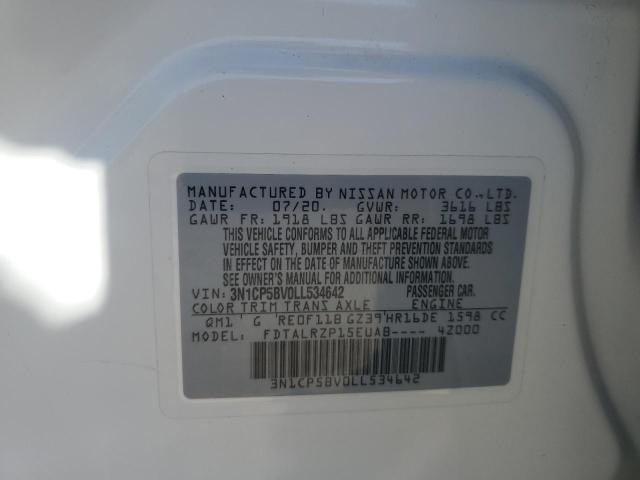 MANUFACTURED BY NISSAN MOTOR CO.,LTD.
DATE: 07/20. GVWR: 3616 LBS
GAWR FR: 1918 LBS GAWR RR: 1698 LBS
THIS VEHICLE CONFORMS TO ALL APPLICABLE FEDERAL MOTOR
VEHICLE SAFETY, BUMPER AND THEFT PREVENTION STANDARDS
IN EFFECT ON THE DATE OF MANUFACTURE SHOWN ABOVE.
SEE OWNER'S MANUAL FOR ADDITIONAL INFORMATION.
VIN: 3N1CP5BV0LL534642 PASSENGER CAR.
COLOR TRIM TRANS AXLE ENGINE
QM1 G RE0F11B GZ39 HR16DE 1598 CC
MODEL: FDTALRZP15EUAB---- 4Z000
3N1CP5BV0LL534642